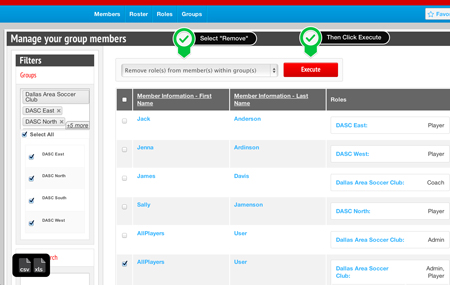 Members Roster Roles Groups
Favo
Manage your group members
Select "Remove"
Then Click Execute
Filters
Groups
Dallas Area Soccer
Club
DASC East ×
DASC North ×
+5 more
Select All
DASC EAST
DASC North
DASC South
DASC West
rch
csv xls
Remove role(s) from member(s) within group(s)
Execute
Member Information - First
Name
Member Information - Last
Name
Roles
Jack Anderson DASC East: Player
Jenna Ardinson DASC West: Player
James Davis Dallas Area Soccer Club: Coach
Sally Jamenson DASC North: Player
AllPlayers User Dallas Area Soccer Club: Admin
AllPlayers User Dallas Area Soccer
Club:
Admin,
Player